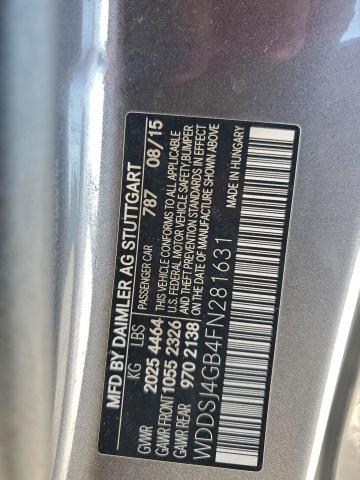 MFD BY DAIMLER AG STUTTGART
KG LBS PASSENGER CAR 787 08/15
GVWR 2025 4464 THIS VEHICLE CONFORMS TO ALL APPLICABLE
GAWR FRONT 1055 2326 U.S. FEDERAL MOTOR VEHICLE SAFETY, BUMPER
GAWR REAR 970 2138 AND THEFT PREVENTION STANDARDS IN EFFECT
ON THE DATE OF MANUFACTURE SHOWN ABOVE
WDDSJ4GB4FN281631 MADE IN HUNGARY